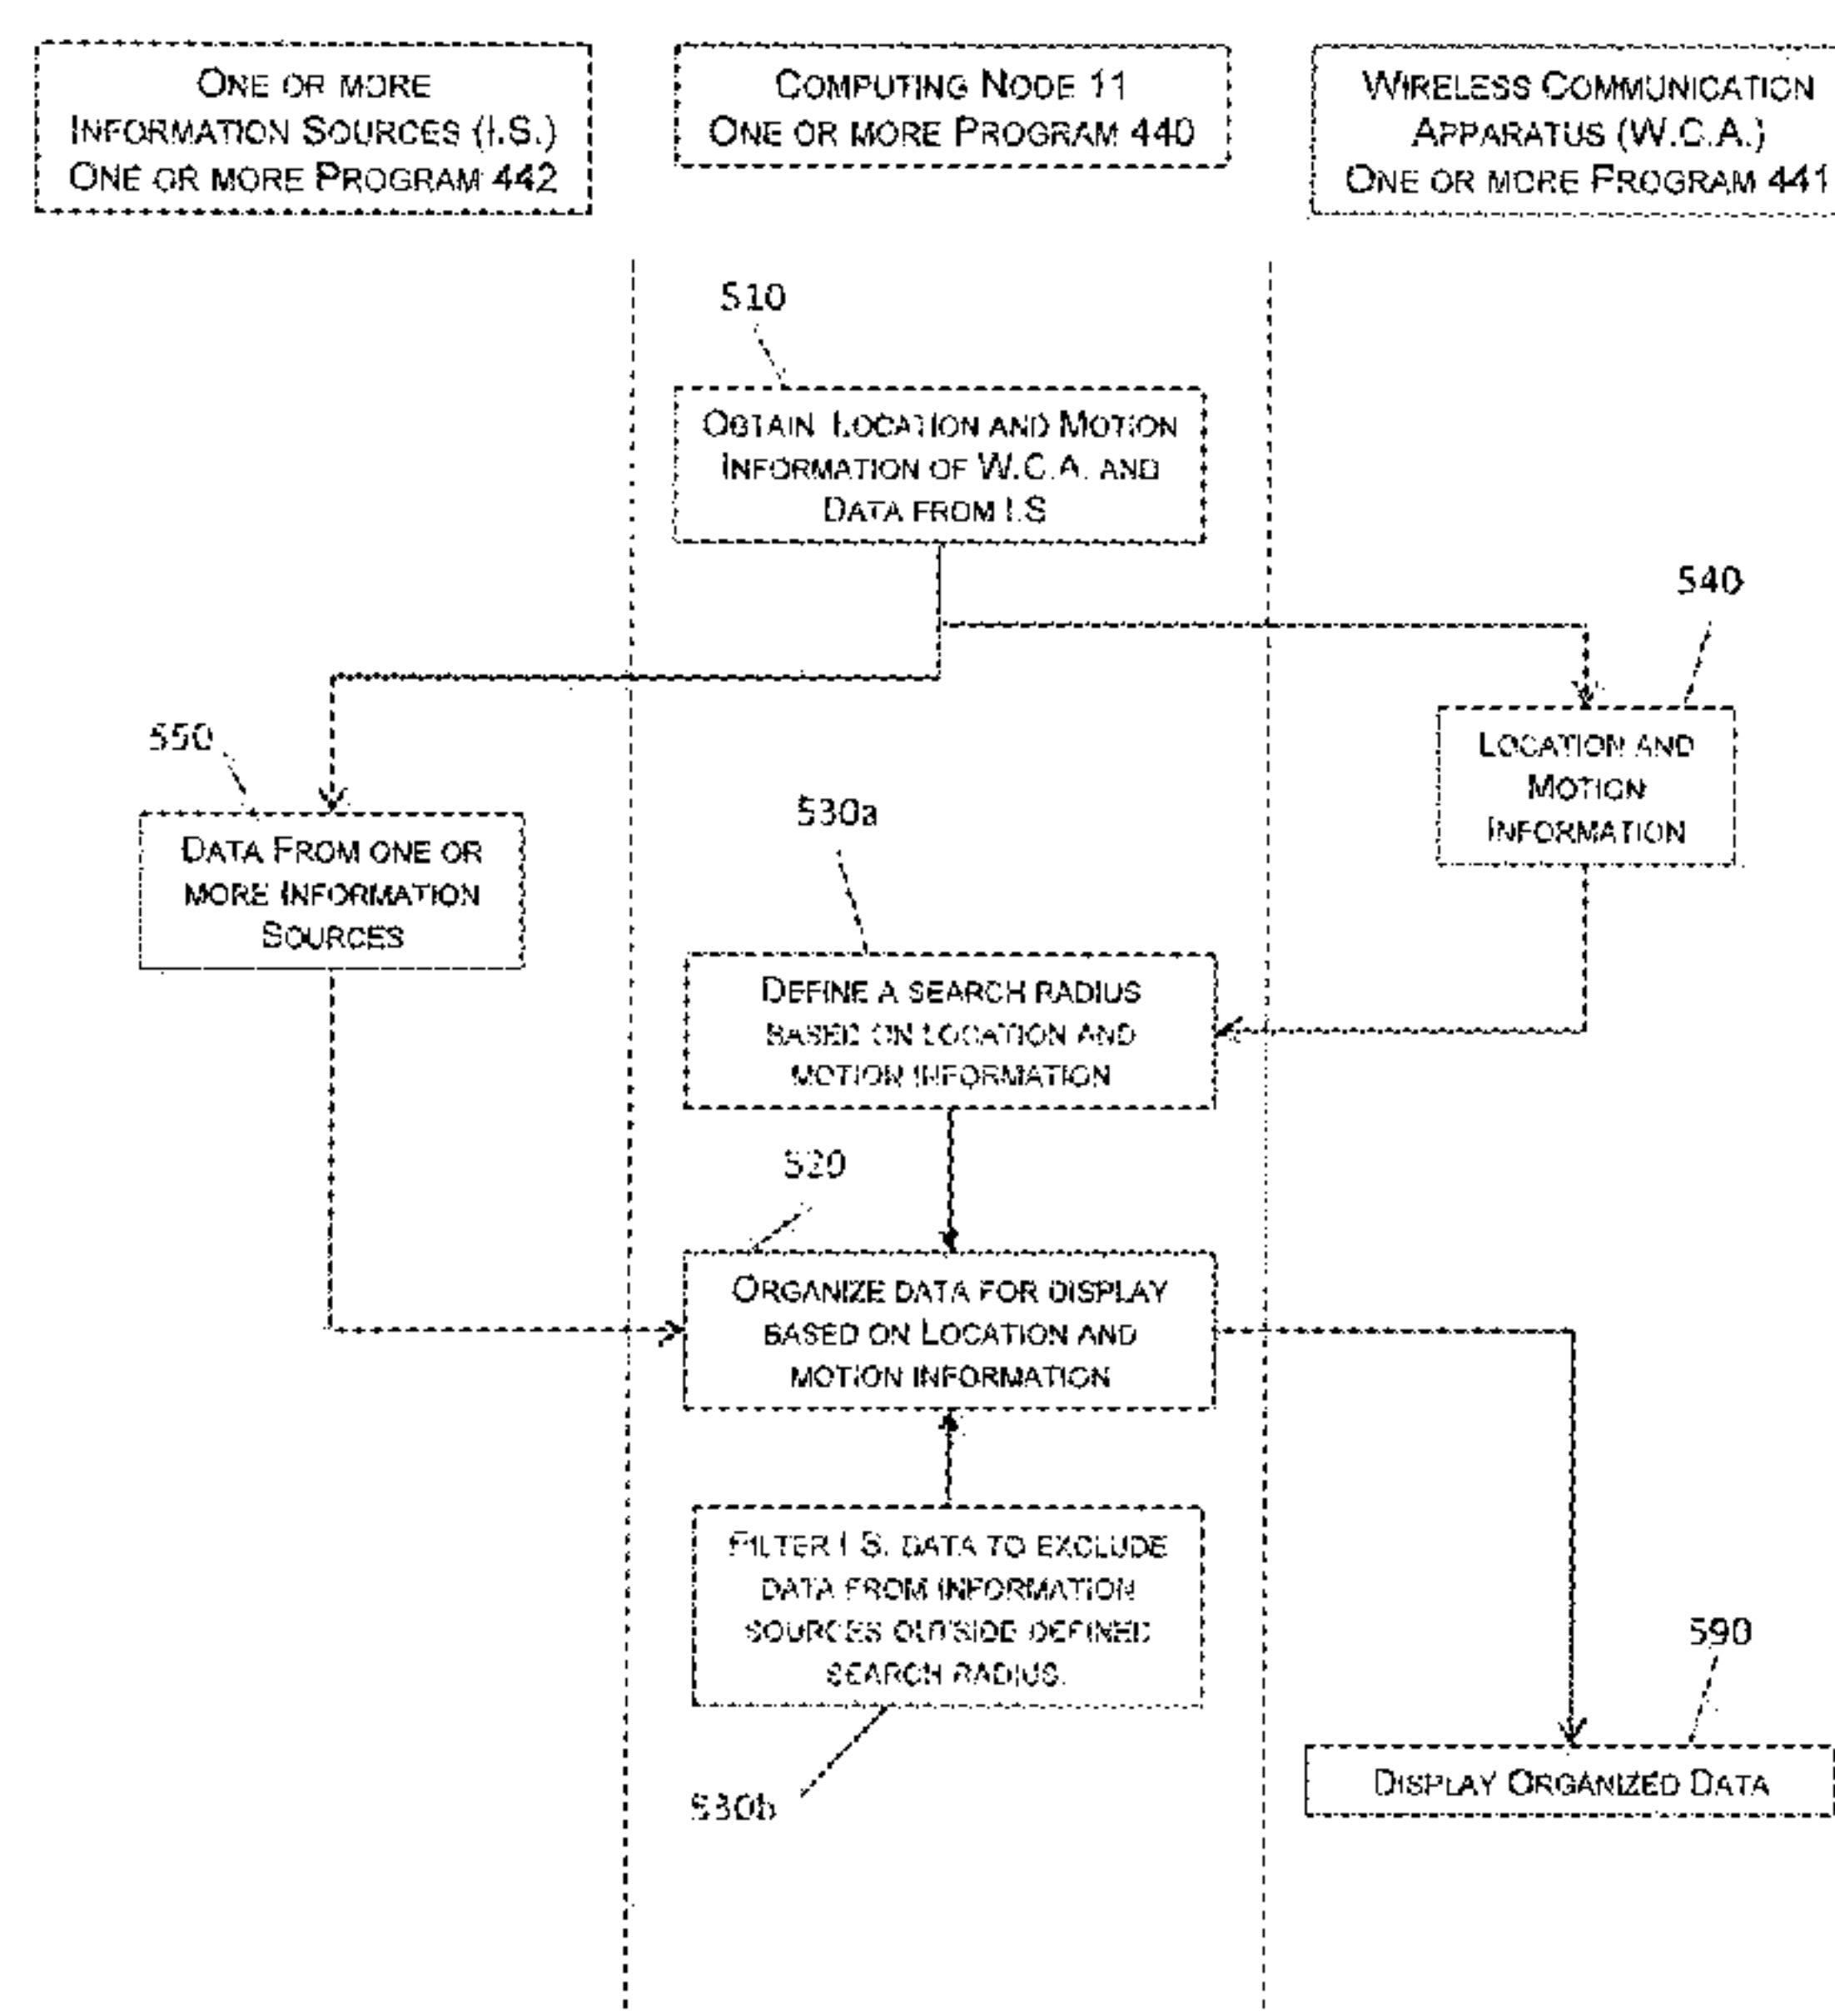 ONE OR MORE
INFORMATION SOURCES (I.S.)
ONE OR MORE PROGRAM 442
COMPUTING NODE 11
ONE OR MORE PROGRAM 440
WIRELESS COMMUNICATION
APPARATUS (W.C.A.)
ONE OR MORE PROGRAM 441
510
OBTAIN LOCATION AND MOTION
INFORMATION OF W.C.A. AND
DATA FROM I.S
540
LOCATION AND
MOTION
INFORMATION
550
DATA FROM ONE OR
MORE INFORMATION
SOURCES
530a
DEFINE A SEARCH RADIUS
BASED ON LOCATION AND
MOTION INFORMATION
520
ORGANIZE DATA FOR DISPLAY
BASED ON LOCATION AND
MOTION INFORMATION
FILTER I.S. DATA TO EXCLUDE
DATA FROM INFORMATION
SOURCES OUTSIDE DEFINED
SEARCH RADIUS.
530b
590
DISPLAY ORGANIZED DATA